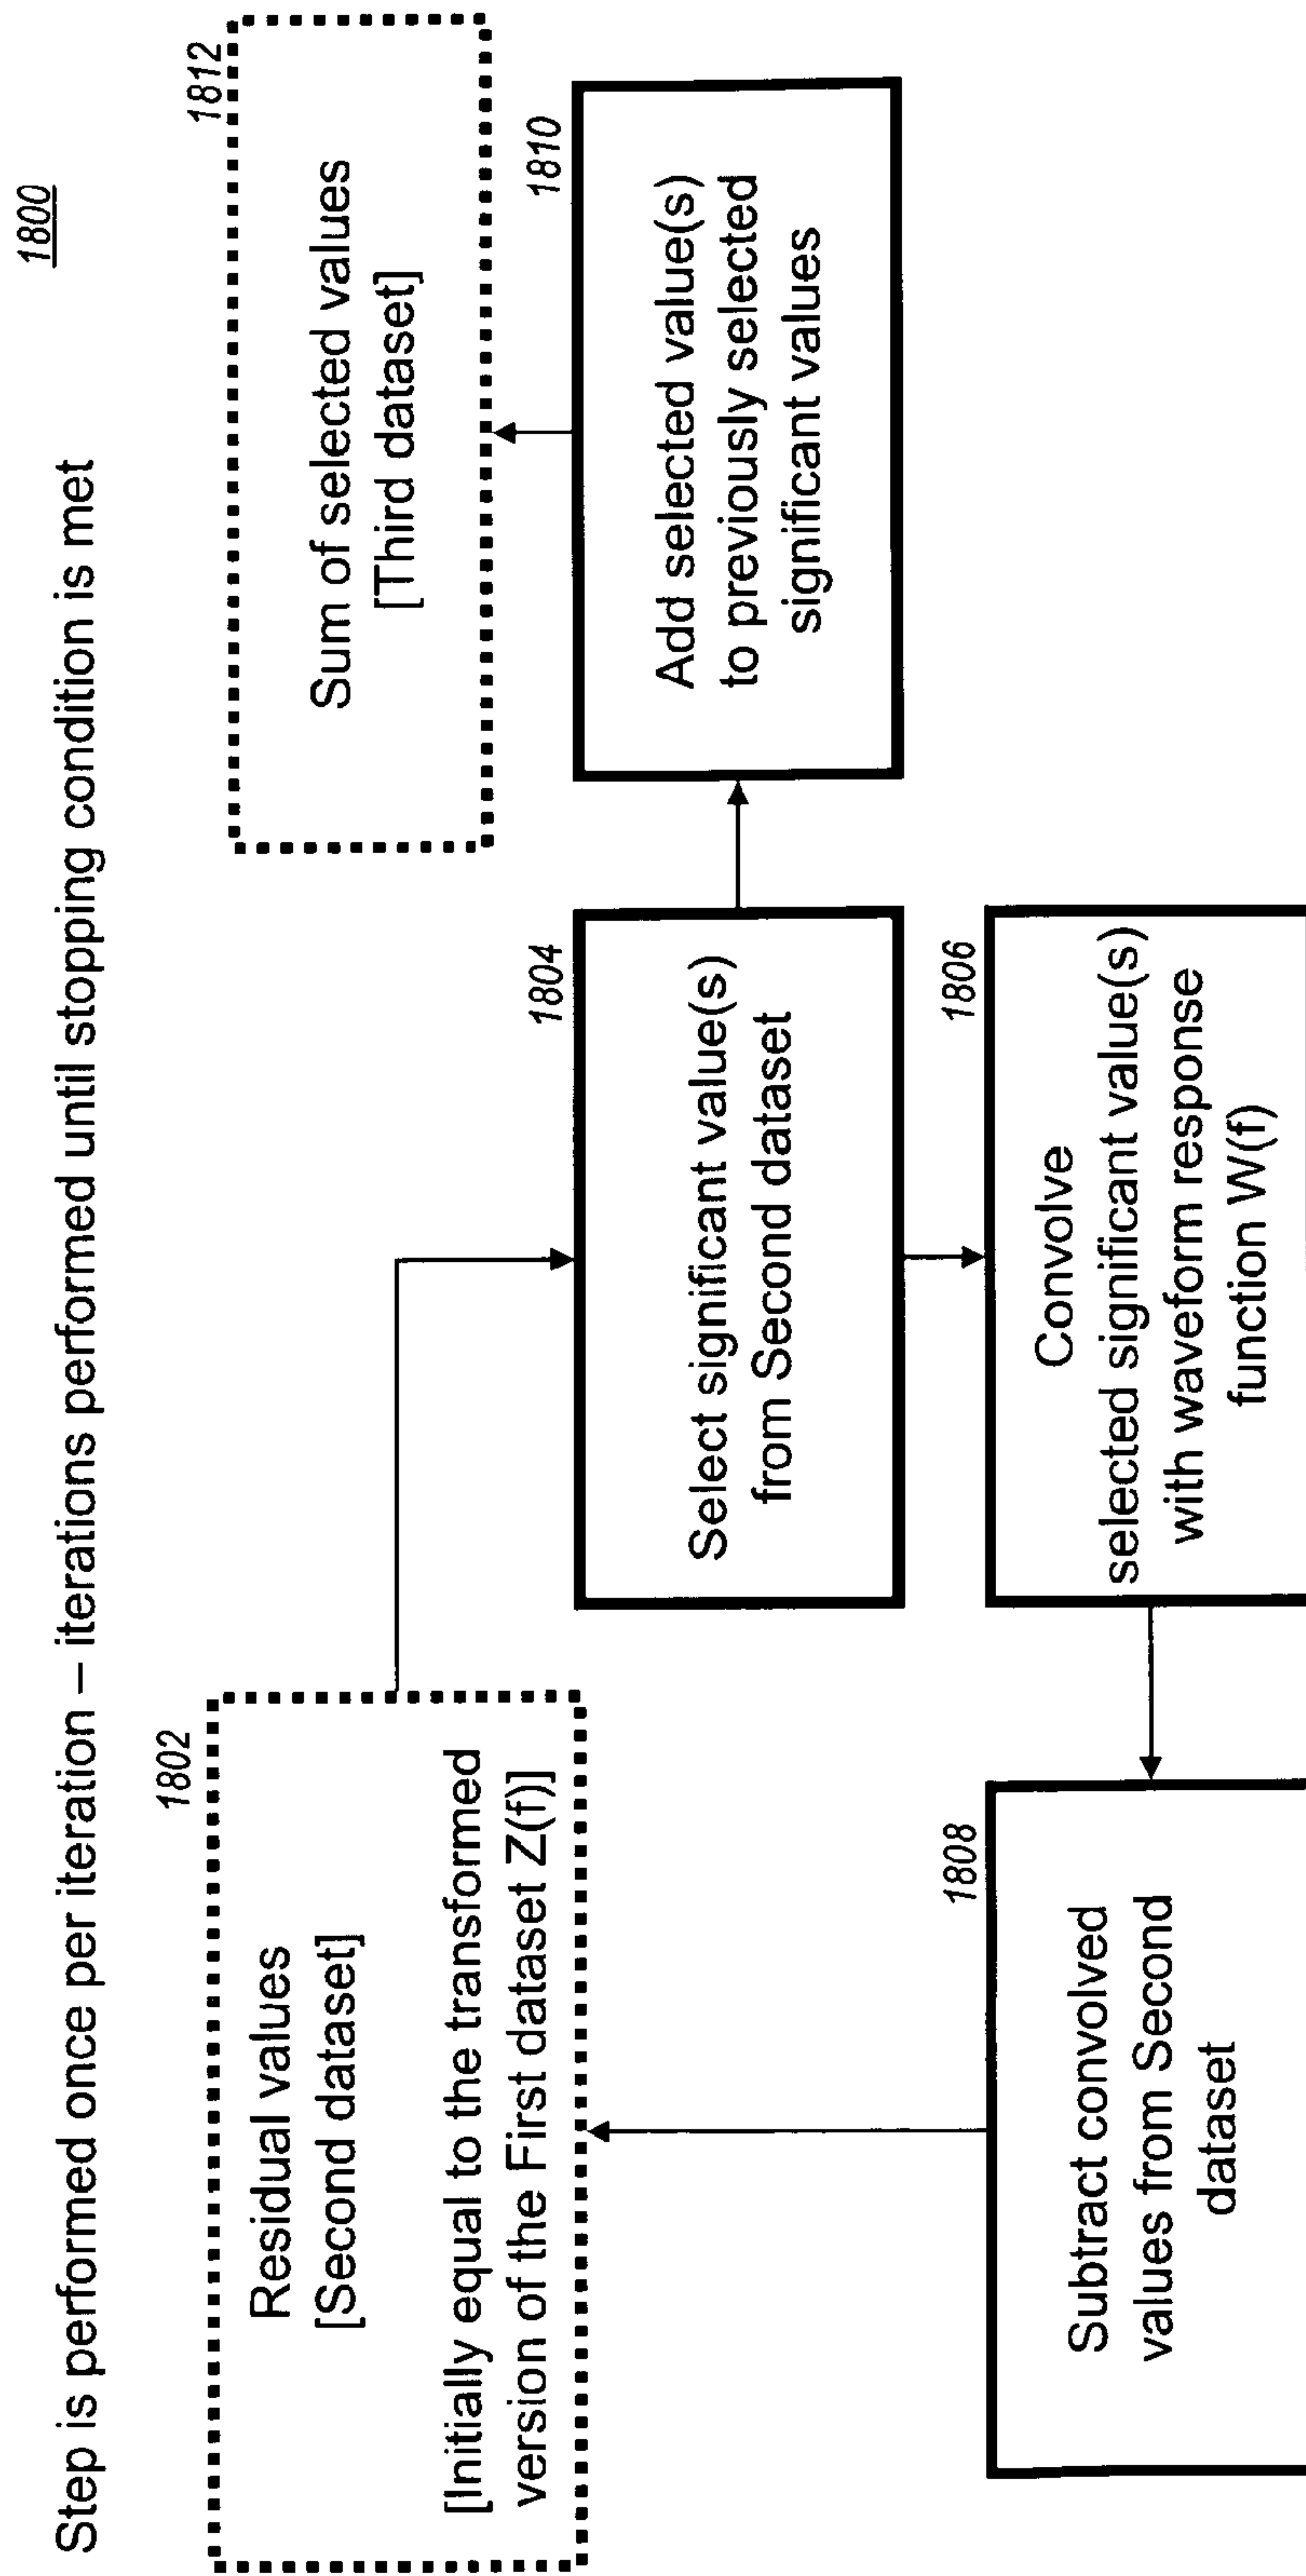 1800
Step is performed once per iteration – iterations performed until stopping condition is met
1802
Residual values
[Second dataset]
[Initially equal to the transformed
version of the First dataset Z(f)]
1812
Sum of selected values
[Third dataset]
1804
Select significant value(s)
from Second dataset
1810
Add selected value(s)
to previously selected
significant values
1808
Subtract convolved
values from Second
dataset
1806
Convolve
selected significant value(s)
with waveform response
function W(f)